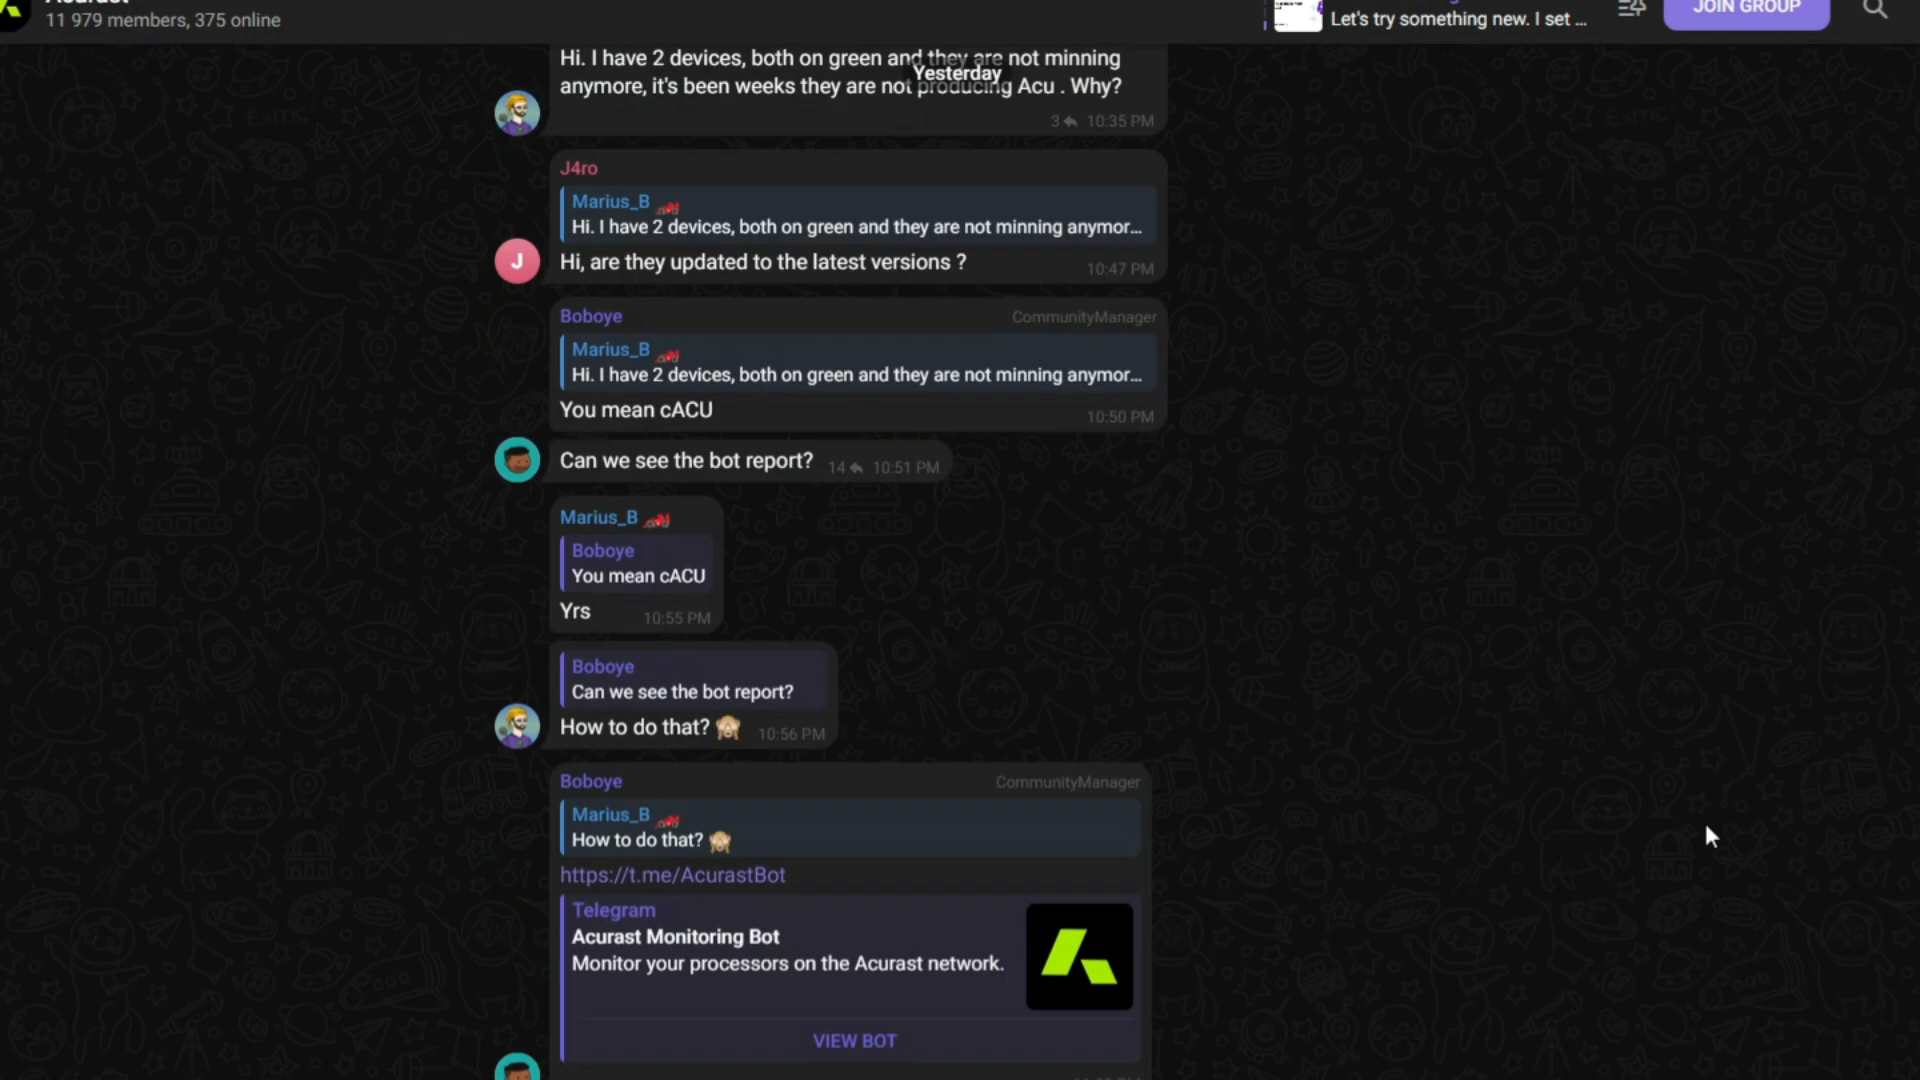 11 979 members, 375 online
Let's try something new. I set ...
JOIN GROUP
Hi. I have 2 devices, both on green and they are not minning
Yesterday
anymore, it's been weeks they are not producing Acu . Why?
3 10:35 PM
J4ro
Marius_B
Hi. I have 2 devices, both on green and they are not minning anymor...
J
Hi, are they updated to the latest versions ?
10:47 PM
Boboye CommunityManager
Marius_B
Hi. I have 2 devices, both on green and they are not minning anymor...
You mean cACU
10:50 PM
Can we see the bot report? 14 10:51 PM
Marius_B
Boboye
You mean cACU
Yrs 10:55 PM
Boboye
Can we see the bot report?
How to do that? 🙈 10:56 PM
Boboye CommunityManager
Marius_B
How to do that? 🙈
https://t.me/AcurastBot
Telegram
Acurast Monitoring Bot
Monitor your processors on the Acurast network.
VIEW BOT